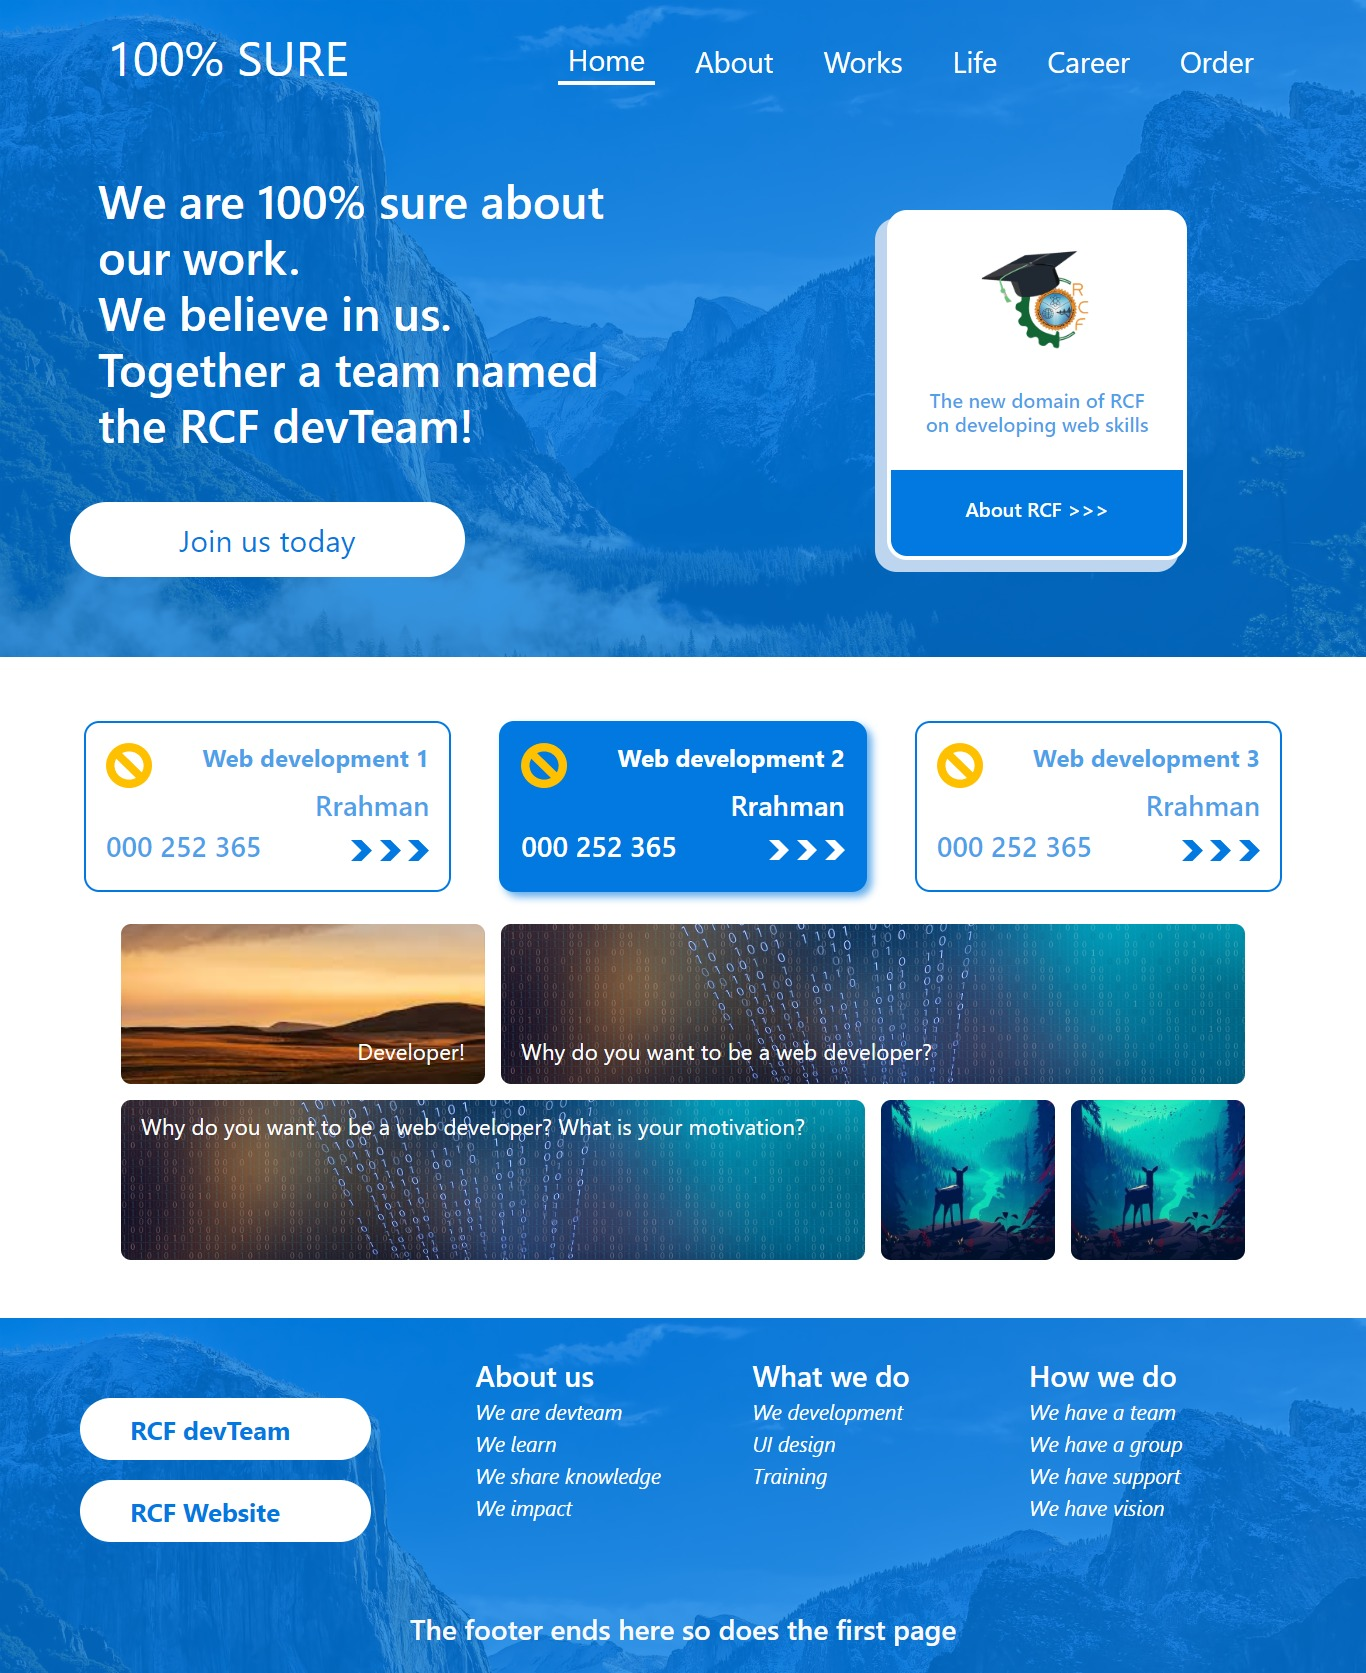 100% SURE
Home About Works Life Career Order
We are 100% sure about
our work.
We believe in us.
Together a team named
the RCF devTeam!
Join us today
R
C
F
The new domain of RCF
on developing web skills
About RCF >>>
Web development 1
Rrahman
000 252 365
Web development 2
Rrahman
000 252 365
Web development 3
Rrahman
000 252 365
Developer!
Why do you want to be a web developer?
Why do you want to be a web developer? What is your motivation?
RCF devTeam
RCF Website
About us
We are devteam
We learn
We share knowledge
We impact
What we do
We development
UI design
Training
How we do
We have a team
We have a group
We have support
We have vision
The footer ends here so does the first page